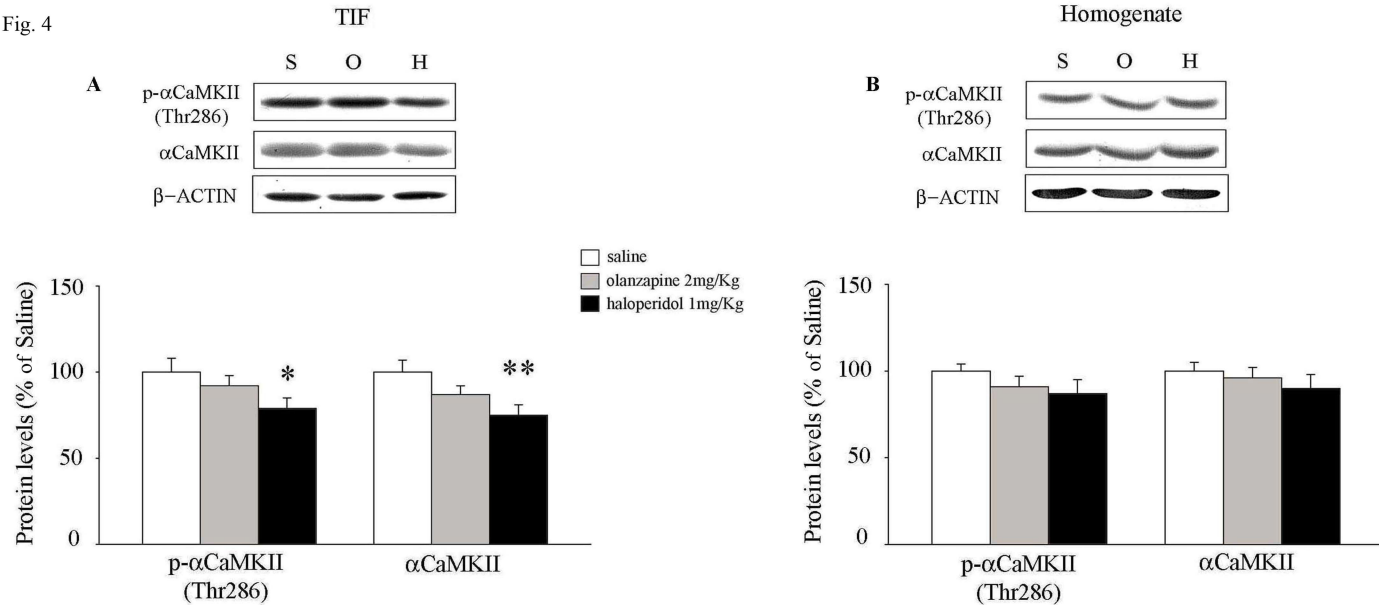 Fig. 4
TIF
S O H
A
p-αCaMKII
(Thr286)
αCaMKII
β−ACTIN
Homogenate
S O H
B
p-αCaMKII
(Thr286)
αCaMKII
β−ACTIN
saline
olanzapine 2mg/Kg
haloperidol 1mg/Kg
Protein levels (% of Saline)
150
100
50
0
*
**
p-αCaMKII
(Thr286)
αCaMKII
Protein levels (% of Saline)
150
100
50
0
p-αCaMKII
(Thr286)
αCaMKII